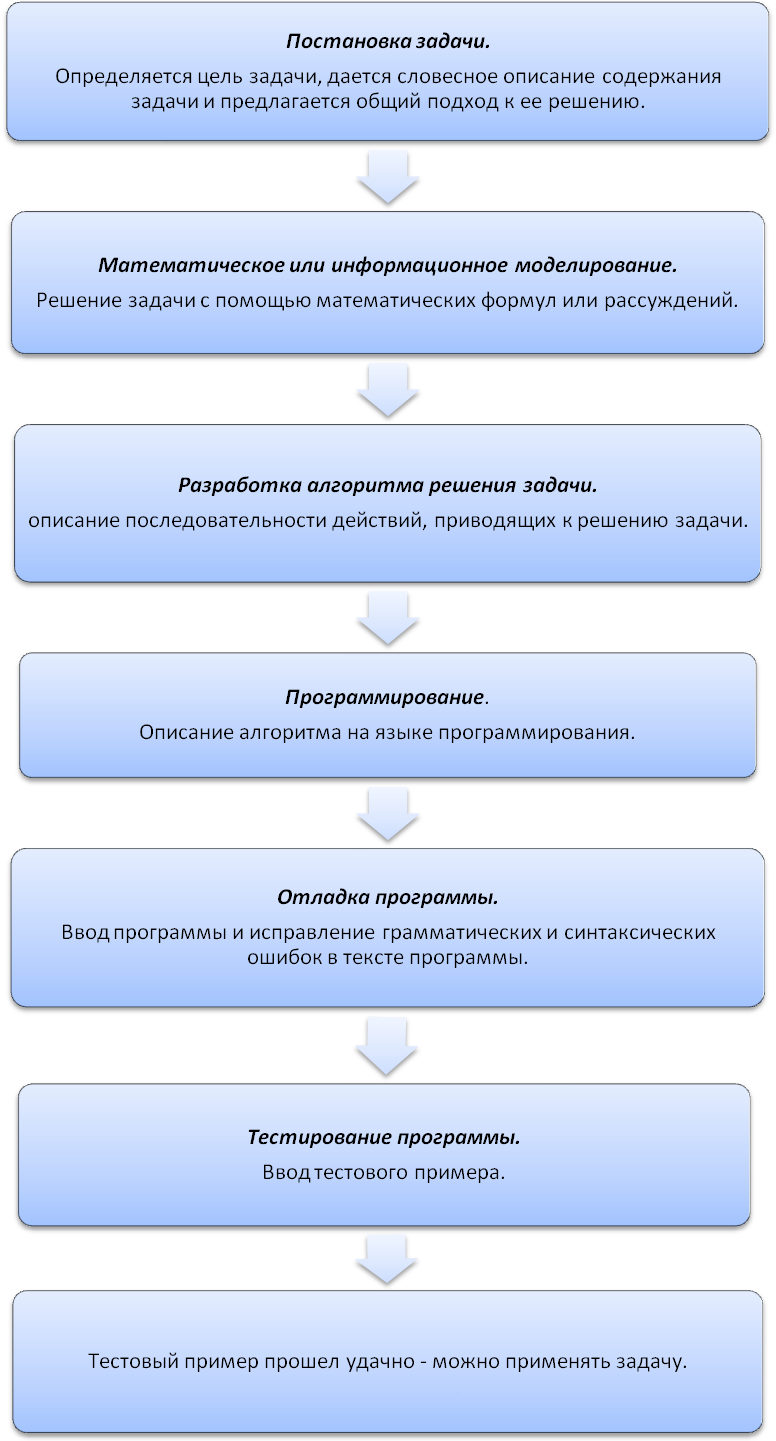 Постановка задачи.
Определяется цель задачи, дается словесное описание содержания
задачи и предлагается общий подход к ее решению.
Математическое или информационное моделирование.
Решение задачи с помощью математических формул или рассуждений.
Разработка алгоритма решения задачи.
описание последовательности действий, приводящих к решению задачи.
Программирование.
Описание алгоритма на языке программирования.
Отладка программы.
Ввод программы и исправление грамматических и синтаксических
ошибок в тексте программы.
Тестирование программы.
Ввод тестового примера.
Тестовый пример прошел удачно - можно применять задачу.